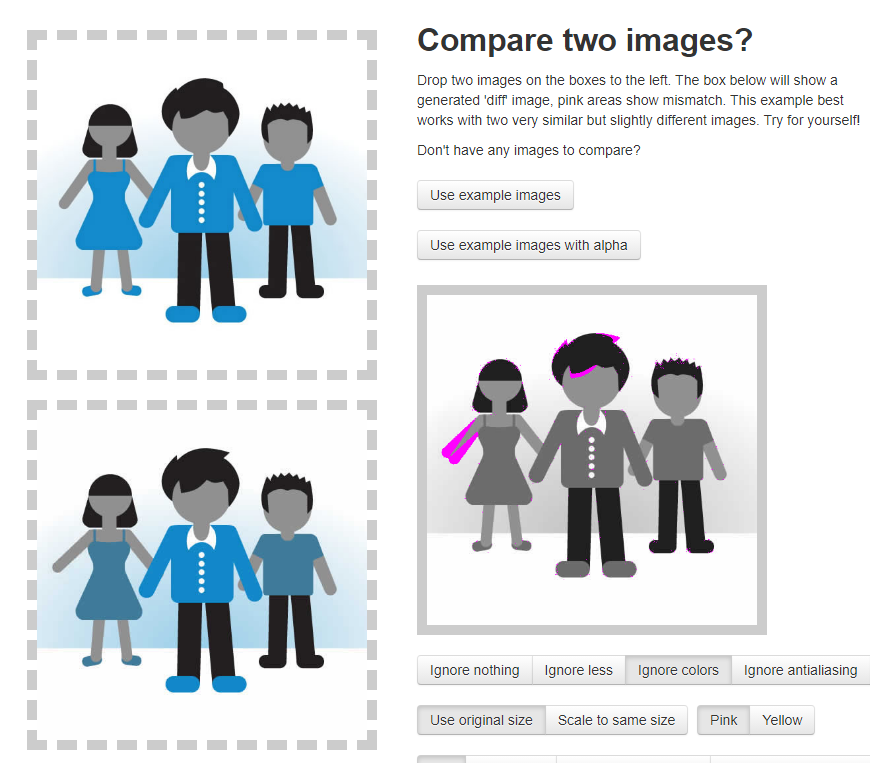 Compare two images?
Drop two images on the boxes to the left. The box below will show a
generated 'diff' image, pink areas show mismatch. This example best
works with two very similar but slightly different images. Try for yourself!
Don't have any images to compare?
Use example images
Use example images with alpha
Ignore nothing Ignore less Ignore colors Ignore antialiasing
Use original size Scale to same size Pink Yellow